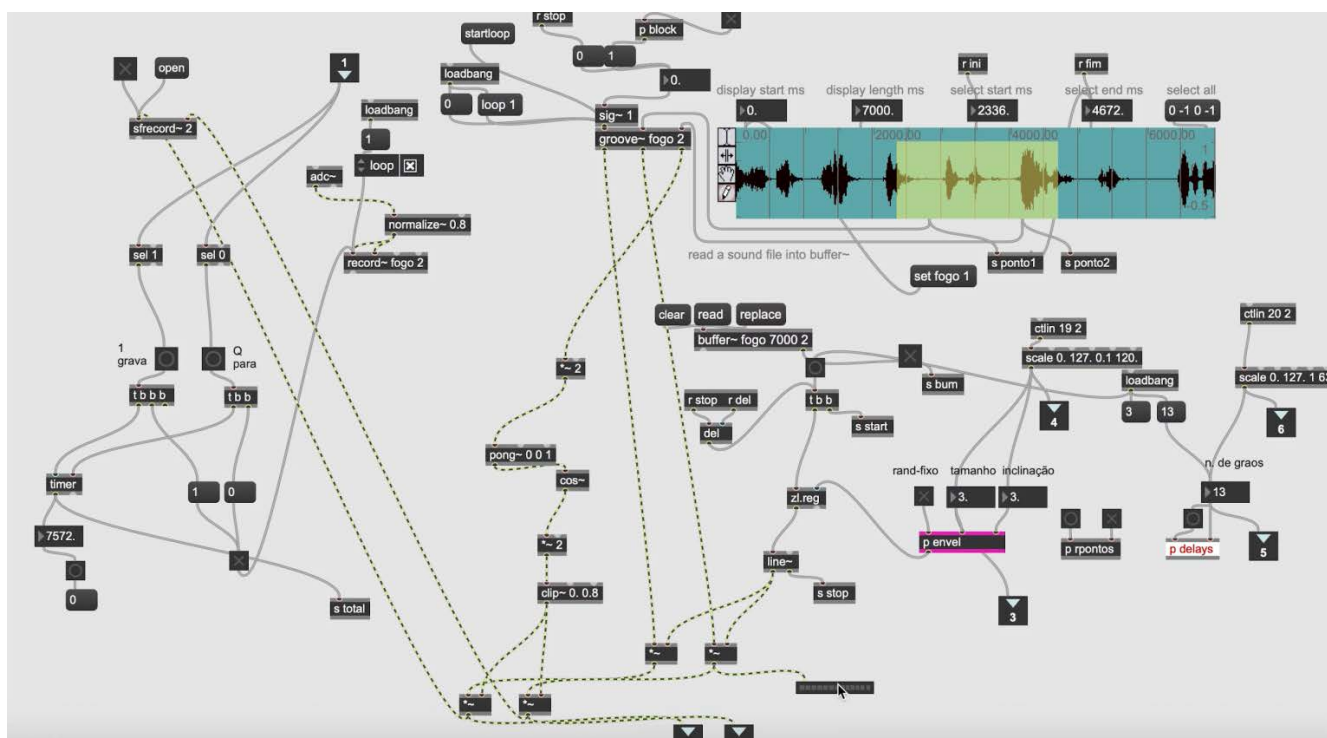 r stop
p block
startloop
0
1
0.
open
1
loadbang
0
loop 1
loadbang
1
loop
sfrecord~ 2
adc~
sig~ 1
groove~ fogo 2
r ini
r fim
display start ms
display length ms
select start ms
select end ms
select all
0.
7000.
2336.
4672.
0 -1 0 -1
0.00
2000.00
4000.00
6000.00
1
-0.5
normalize~ 0.8
record~ fogo 2
sel 1
sel 0
read a sound file into buffer~
s ponto1
s ponto2
set fogo 1
clear
read
replace
buffer~ fogo 7000 2
ctlin 19 2
ctlin 20 2
1
grava
Q
para
*~ 2
s bum
scale 0. 127. 0.1 120.
loadbang
scale 0. 127. 1 63
t b b b
t b b
r stop
r del
del
t b b
s start
4
3
13
6
pong~ 0 0 1
cos~
timer
1
0
zl.reg
rand-fixo
tamanho
inclinação
n. de graos
3.
3.
13
7572.
*~ 2
p envel
p rpontos
p delays
5
0
line~
clip~ 0. 0.8
s stop
s total
3
*~
*~
*~
*~